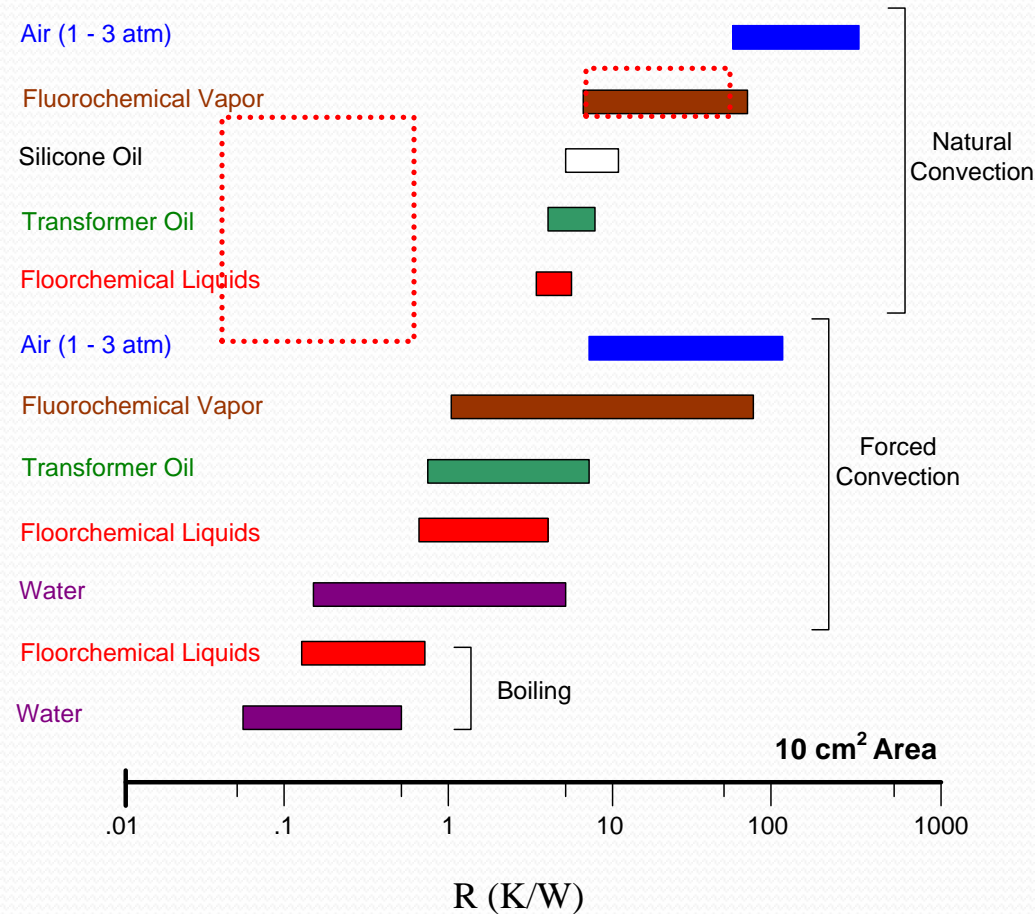 Air (1 - 3 atm)
Fluorochemical Vapor
Silicone Oil
Transformer Oil
Floorchemical Liquids
Natural
Convection
Air (1 - 3 atm)
Fluorochemical Vapor
Transformer Oil
Floorchemical Liquids
Water
Forced
Convection
Floorchemical Liquids
Water
Boiling
10 cm² Area
.01 .1 1 10 100 1000
R (K/W)